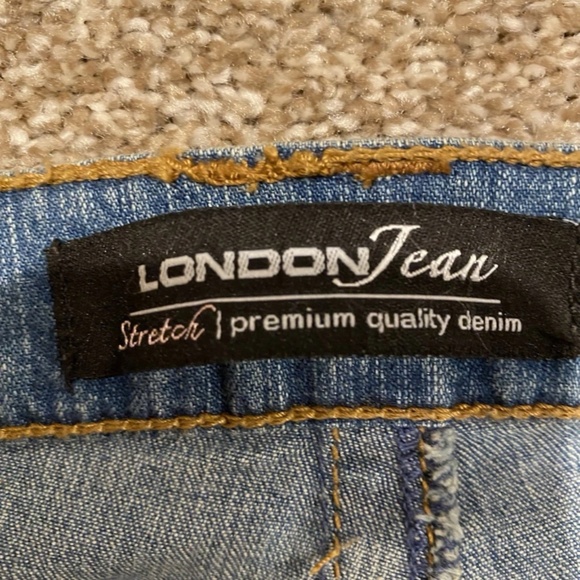 LONDON Jean
Stretch | premium quality denim